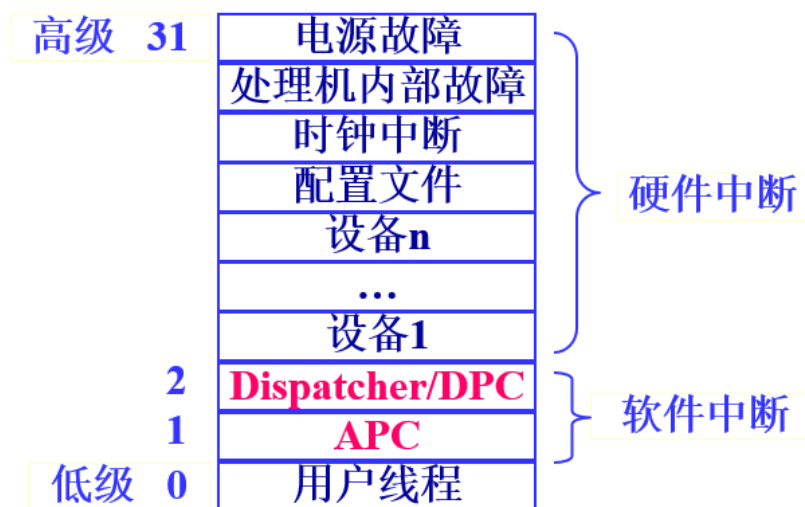 高级 31 电源故障
处理机内部故障
时钟中断
配置文件
硬件中断
设备n
...
设备1
2 Dispatcher/DPC
软件中断
1 APC
低级 0 用户线程